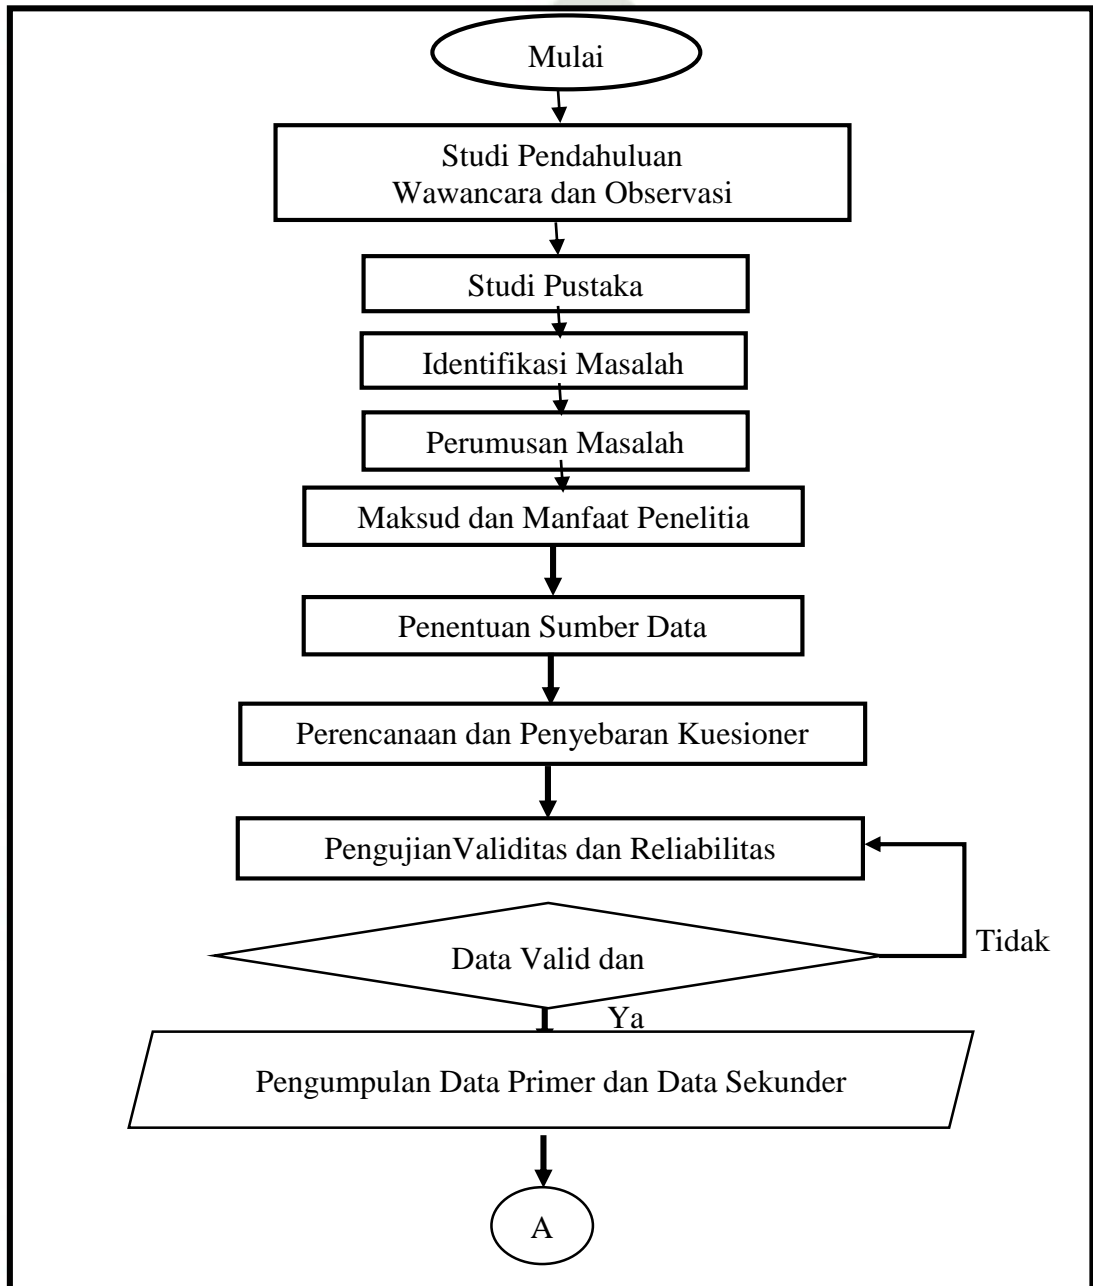 Mulai
Studi Pendahuluan
Wawancara dan Observasi
Studi Pustaka
Identifikasi Masalah
Perumusan Masalah
Maksud dan Manfaat Penelitia
Penentuan Sumber Data
Perencanaan dan Penyebaran Kuesioner
PengujianValiditas dan Reliabilitas
Tidak
Data Valid dan
Ya
Pengumpulan Data Primer dan Data Sekunder
A